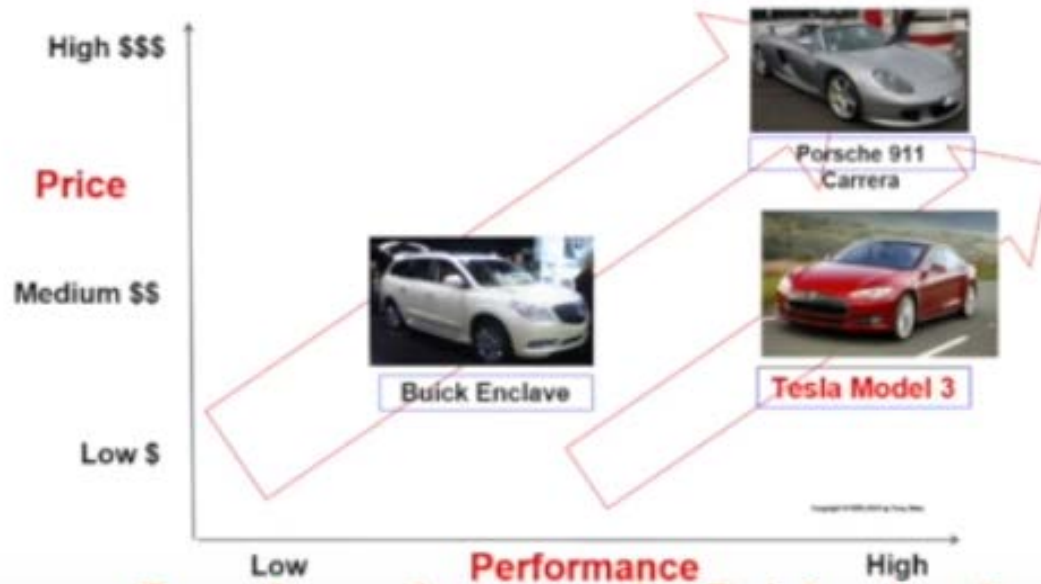 High $$$
Price
Porsche 911
Carrera
Medium $$
Buick Enclave
Tesla Model 3
Low $
Low
Performance
High